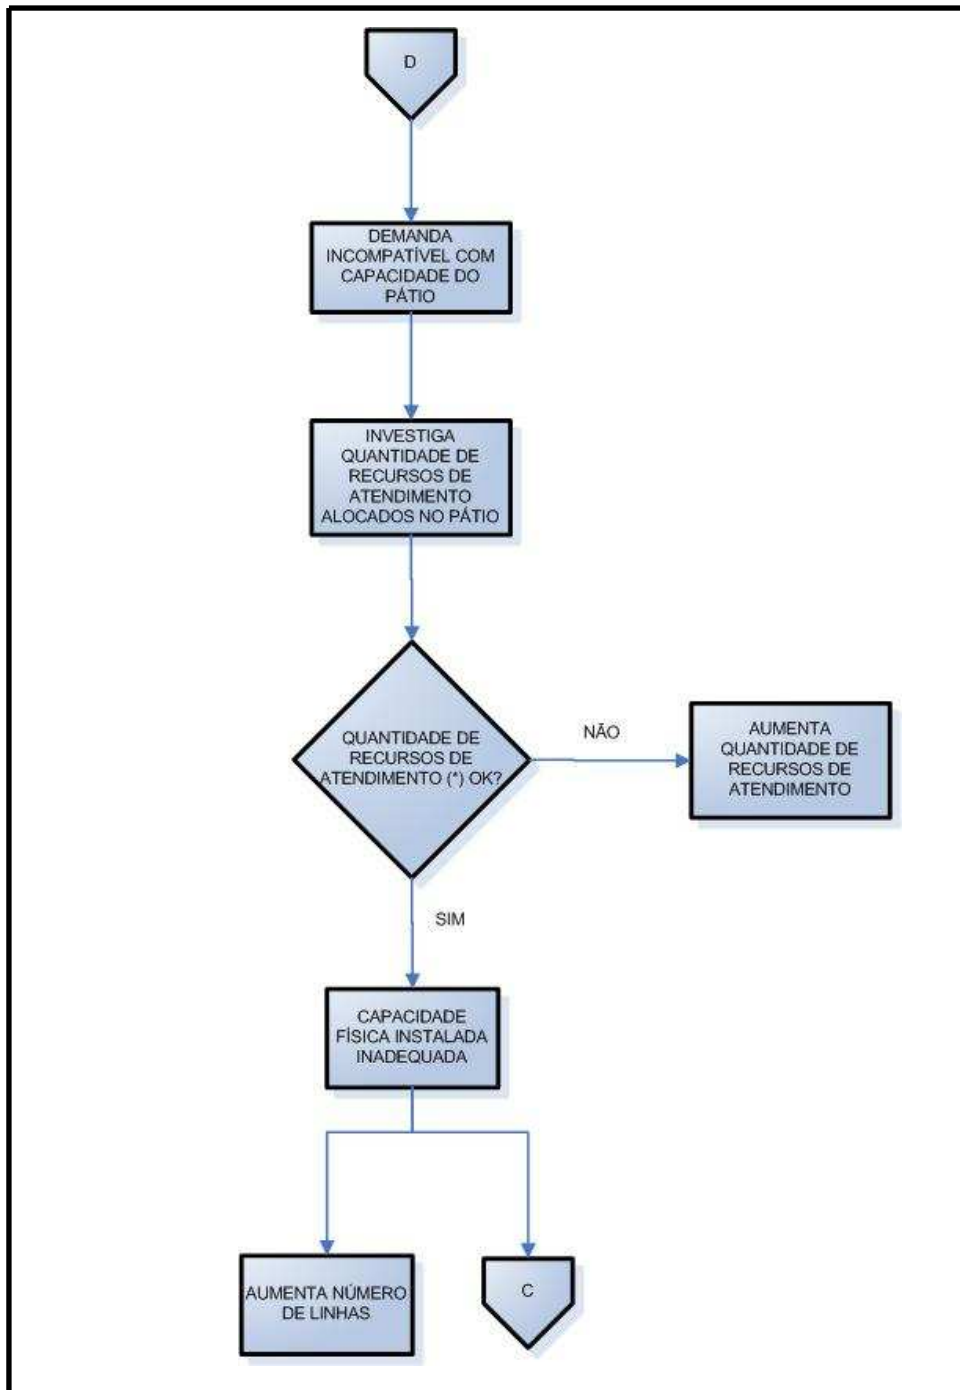 D
DEMANDA
INCOMPATÍVEL COM
CAPACIDADE DO
PÁTIO
INVESTIGA
QUANTIDADE DE
RECURSOS DE
ATENDIMENTO
ALOCADOS NO PÁTIO
QUANTIDADE DE
RECURSOS DE
ATENDIMENTO (*) OK?
NÃO
AUMENTA
QUANTIDADE DE
RECURSOS DE
ATENDIMENTO
SIM
CAPACIDADE
FÍSICA INSTALADA
INADEQUADA
AUMENTA NÚMERO
DE LINHAS
C